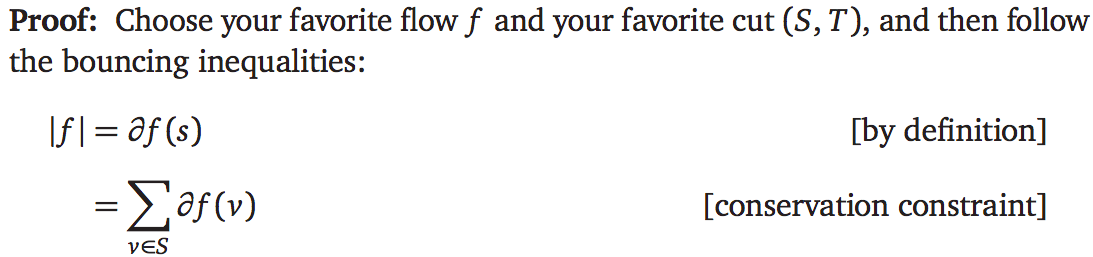 Proof: Choose your favorite flow f and your favorite cut (S, T), and then follow
the bouncing inequalities:
|f| = ∂f(s) [by definition]
= ∑_{v∈S} ∂f(v) [conservation constraint]